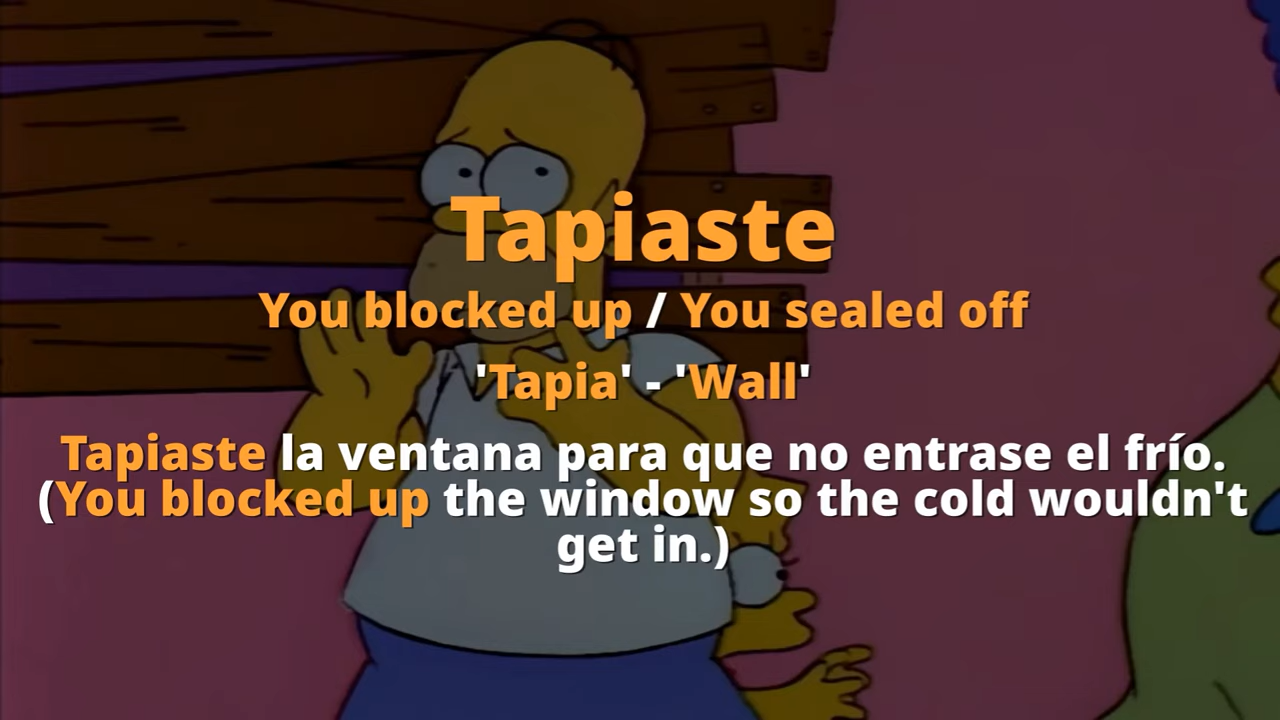 Tapiaste
You blocked up / You sealed off
'Tapia' - 'Wall'
Tapiaste la ventana para que no entrase el frío.
(You blocked up the window so the cold wouldn't
get in.)